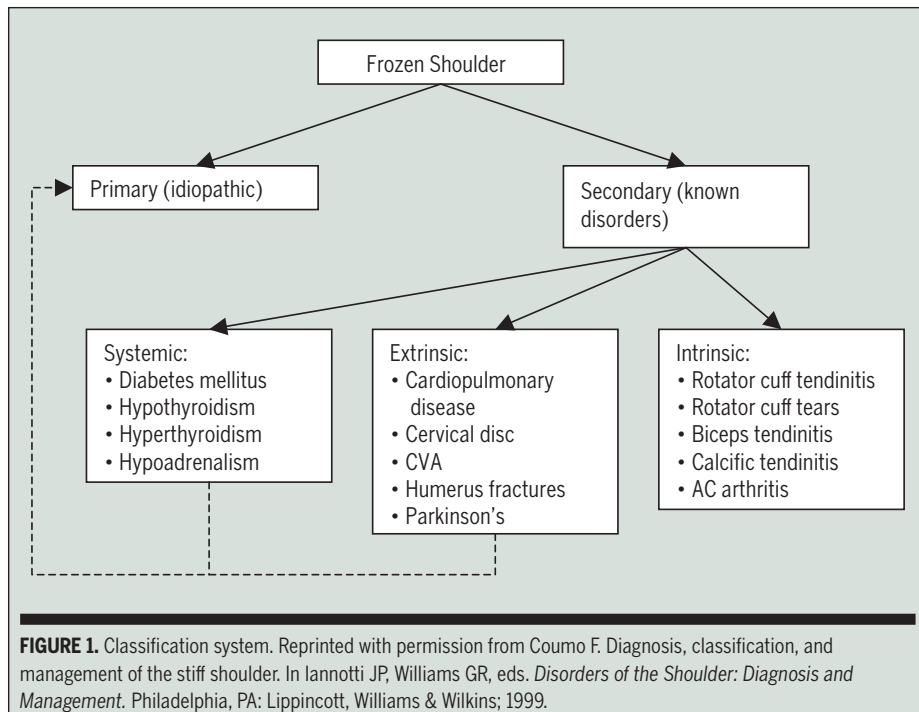 Frozen Shoulder
Primary (idiopathic)
Secondary (known
disorders)
Systemic:
• Diabetes mellitus
• Hypothyroidism
• Hyperthyroidism
• Hypoadrenalism
Extrinsic:
• Cardiopulmonary
disease
• Cervical disc
• CVA
• Humerus fractures
• Parkinson's
Intrinsic:
• Rotator cuff tendinitis
• Rotator cuff tears
• Biceps tendinitis
• Calcific tendinitis
• AC arthritis
FIGURE 1. Classification system. Reprinted with permission from Coumo F. Diagnosis, classification, and
management of the stiff shoulder. In Iannotti JP, Williams GR, eds. Disorders of the Shoulder: Diagnosis and
Management. Philadelphia, PA: Lippincott, Williams & Wilkins; 1999.